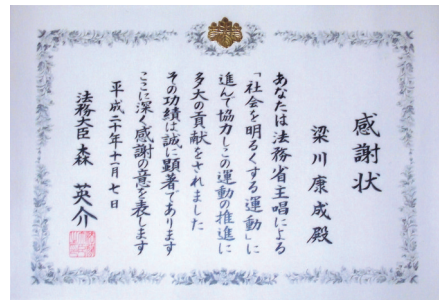 感謝状
梁川康成殿
あなたは法務省主唱による
「社会を明るくする運動」に
進んで協力しこの運動の推進に
多大の貢献をされました
その功績は誠に顕著であります
ここに深く感謝の意を表します
平成二十年十一月七日
法務大臣 森 英介